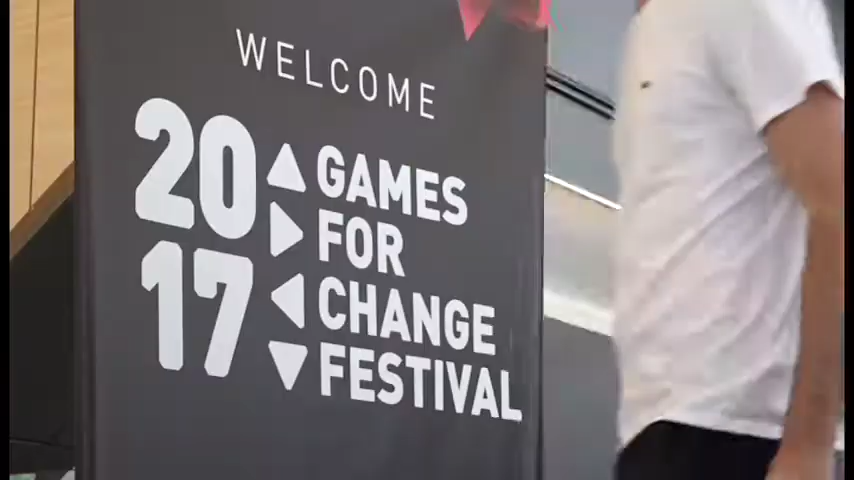 WELCOME
20
17
GAMES
FOR
CHANGE
FESTIVAL